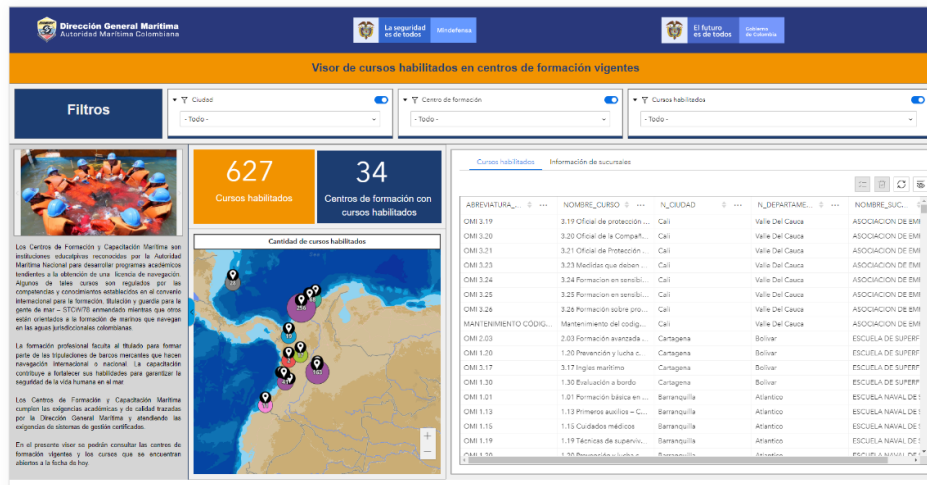 Dirección General Marítima
Autoridad Marítima Colombiana
La seguridad
es de todos
Mindefensa
El futuro
es de todos
Gobierno
de Colombia
Visor de cursos habilitados en centros de formación vigentes
Filtros
Ciudad
- Todo -
Centro de formación
- Todo -
Cursos habilitados
- Todo -
Los Centros de Formación y Capacitación Marítima son
instituciones educativas reconocidas por la Autoridad
Marítima Nacional para desarrollar programas académicos
tendientes a la obtención de una licencia de navegación.
Algunos de tales cursos son regulados por las
competencias y conocimientos establecidos en el convenio
internacional para la formación, titulación y guardia para la
gente de mar – STCW78 enmendado mientras que otros
están orientados a la formación de marinos que navegan
en las aguas jurisdiccionales colombianas.
La formación profesional faculta al titulado para formar
parte de las tripulaciones de barcos mercantes que hacen
navegación internacional o nacional. La capacitación
contribuye a fortalecer sus habilidades para garantizar la
seguridad de la vida humana en el mar
Los Centros de Formación y Capacitación Marítima
cumplen las exigencias académicas y de calidad trazadas
por la Dirección General Marítima y atendiendo las
exigencias de sistemas de gestión certificados.
En el presente visor se podrán consultar los centros de
formación vigentes y los cursos que se encuentran
abiertos a la fecha de hoy.
627
Cursos habilitados
34
Centros de formación con
cursos habilitados
Cantidad de cursos habilitados
256
19
163
Cursos habilitados
Información de sucursales
ABREVIATURA_... NOMBRE_CURSO N_CIUDAD N_DEPARTAME... NOMBRE_SUC...
OMI 3.19 3.19 Oficial de protección ... Cali Valle Del Cauca ASOCIACION DE EMI
OMI 3.20 3.20 Oficial de la Compañ... Cali Valle Del Cauca ASOCIACION DE EMI
OMI 3.21 3.21 Oficial de Protección ... Cali Valle Del Cauca ASOCIACION DE EMI
OMI 3.23 3.23 Medidas que deben ... Cali Valle Del Cauca ASOCIACION DE EMI
OMI 3.24 3.24 Formacion en sensibi... Cali Valle Del Cauca ASOCIACION DE EMI
OMI 3.25 3.25 Formacion en sensibi... Cali Valle Del Cauca ASOCIACION DE EMI
OMI 3.26 3.26 Formación sobre pro... Cali Valle Del Cauca ASOCIACION DE EMI
MANTENIMIENTO CÓDIG... Mantenimiento del codig... Cali Valle Del Cauca ASOCIACION DE EMI
OMI 2.03 2.03 Formación avanzada ... Cartagena Bolivar ESCUELA DE SUPERF
OMI 1.20 1.20 Prevención y lucha c... Cartagena Bolivar ESCUELA DE SUPERF
OMI 3.17 3.17 Ingles marítimo Cartagena Bolivar ESCUELA DE SUPERF
OMI 1.30 1.30 Evaluación a bordo Cartagena Bolivar ESCUELA DE SUPERF
OMI 1.01 1.01 Formación básica en ... Barranquilla Atlantico ESCUELA NAVAL DE S
OMI 1.13 1.13 Primeros auxilios – C... Barranquilla Atlantico ESCUELA NAVAL DE S
OMI 1.15 1.15 Cuidados médicos Barranquilla Atlantico ESCUELA NAVAL DE S
OMI 1.19 1.19 Técnicas de superviv... Barranquilla Atlantico ESCUELA NAVAL DE S
OMI 1.20 1.20 Prevención y lucha c... Barranquilla Atlantico ESCUELA NAVAL DE S